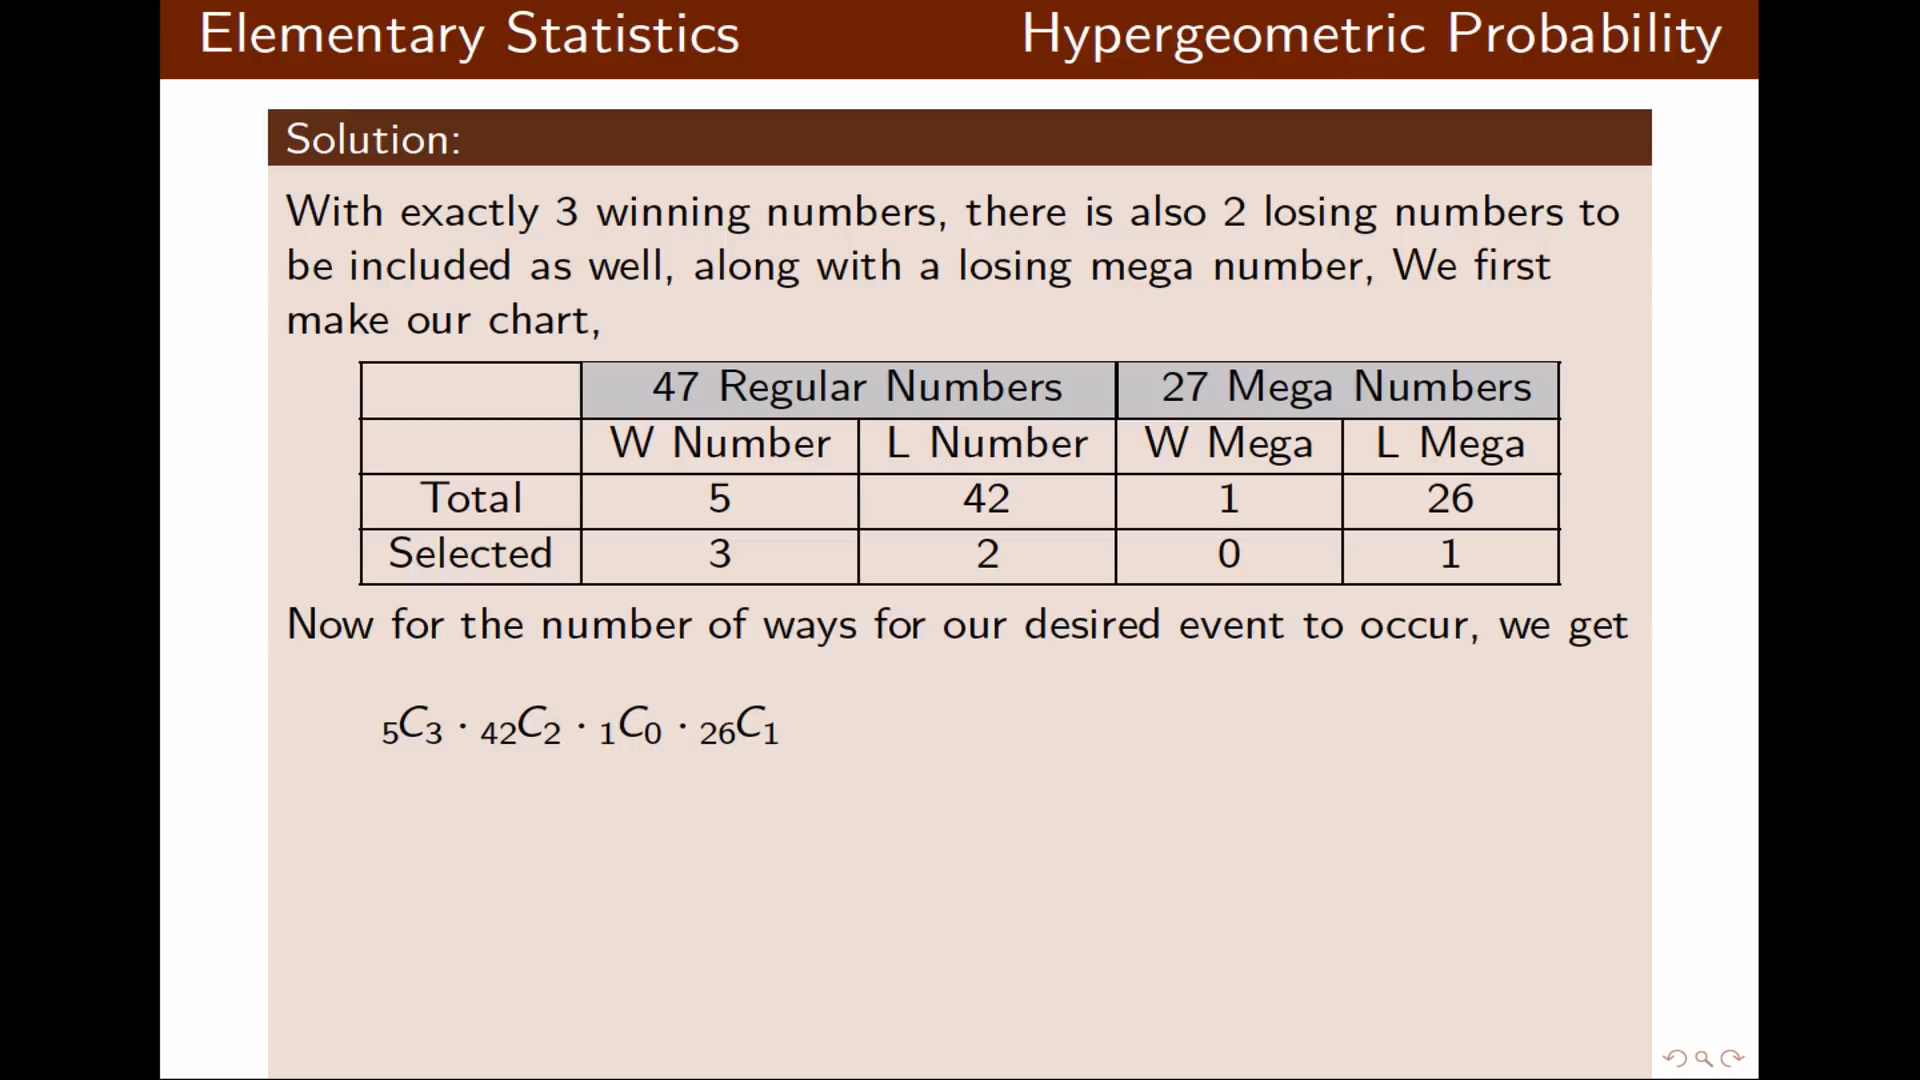 Elementary Statistics Hypergeometric Probability
Solution:
With exactly 3 winning numbers, there is also 2 losing numbers to
be included as well, along with a losing mega number, We first
make our chart,
47 Regular Numbers 27 Mega Numbers
W Number L Number W Mega L Mega
Total 5 42 1 26
Selected 3 2 0 1
Now for the number of ways for our desired event to occur, we get
₅C₃ · ₄₂C₂ · ₁C₀ · ₂₆C₁